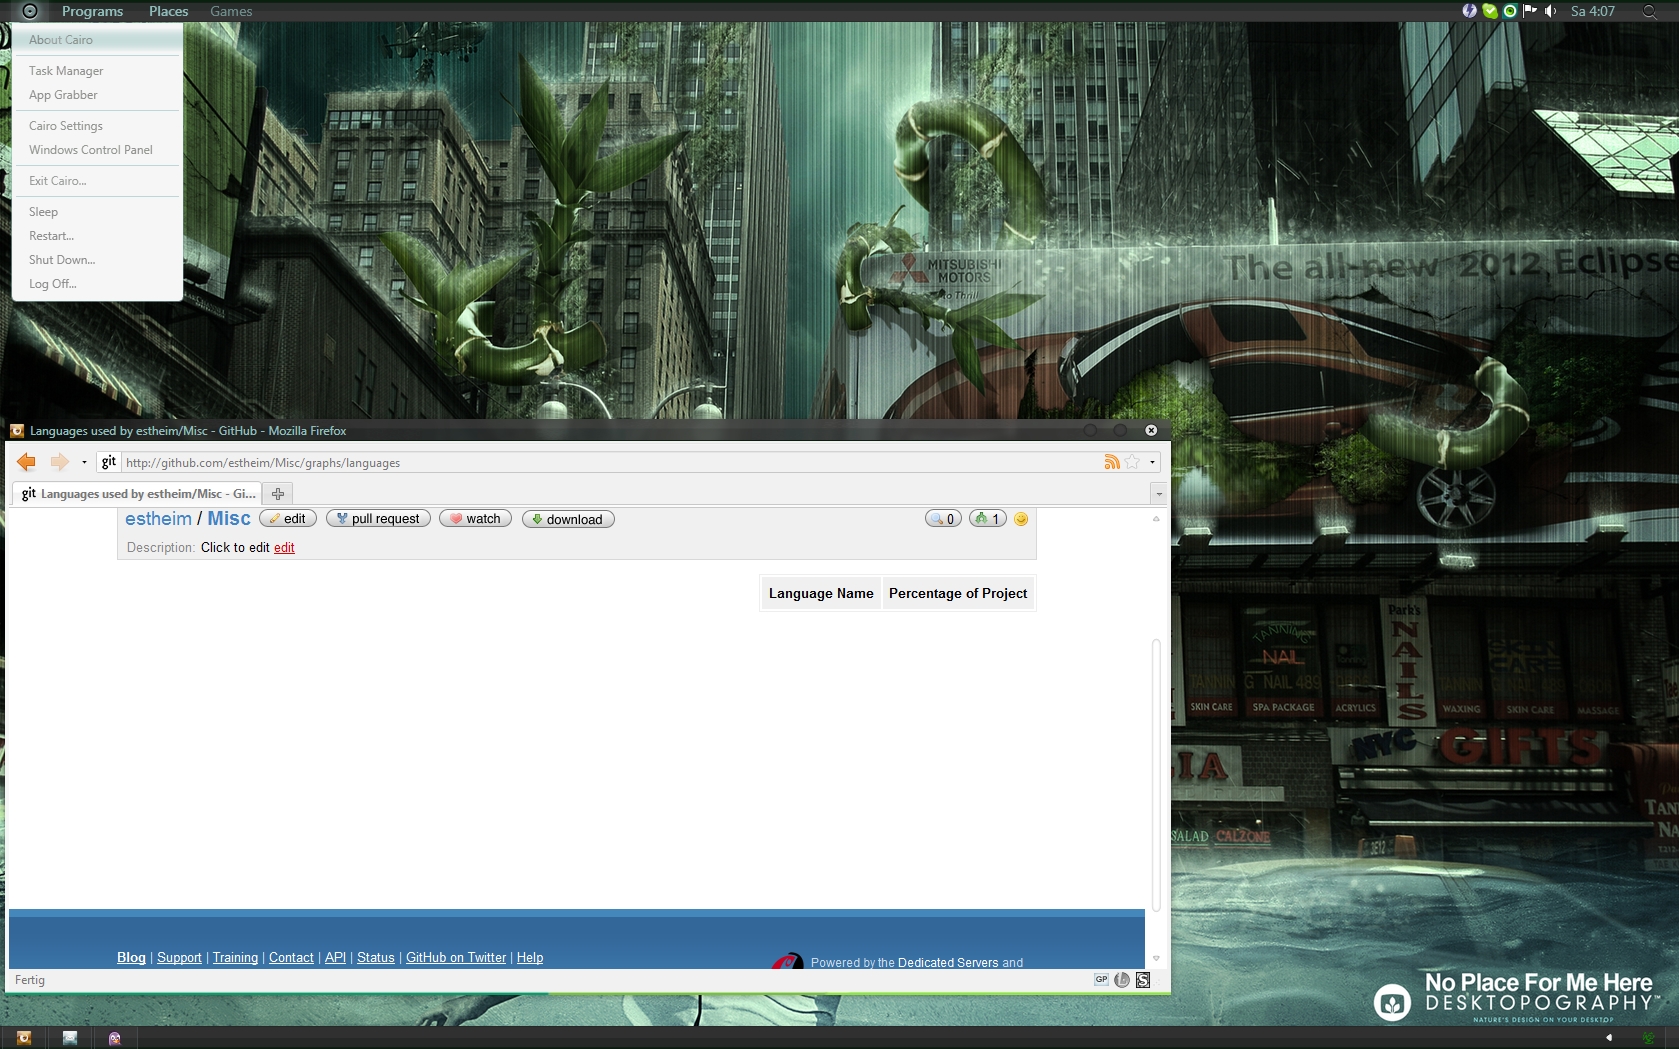 Programs Places Games
Sa 4:07
About Cairo
Task Manager
App Grabber
Cairo Settings
Windows Control Panel
Exit Cairo...
Sleep
Restart...
Shut Down...
Log Off...
MITSUBISHI
MOTORS
The all-new 2012 Eclipse
Languages used by estheim/Misc - GitHub - Mozilla Firefox
git http://github.com/estheim/Misc/graphs/languages
git Languages used by estheim/Misc - Gi...
estheim / Misc edit pull request watch download 0 1
Description: Click to edit edit
Language Name Percentage of Project
Blog | Support | Training | Contact | API | Status | GitHub on Twitter | Help
Powered by the Dedicated Servers and
Fertig
GP
Park's
NAILS
TANNING
NAIL
SKIN CARE
TANNING NAIL 489
SKIN CARE SPA PACKAGE ACRYLICS WAXING SKIN CARE MASSAGE
NYC GIFTS
SALAD CALZONE
No Place For Me Here
DESKTOPOGRAPHY™
NATURE'S DESIGN ON YOUR DESKTOP